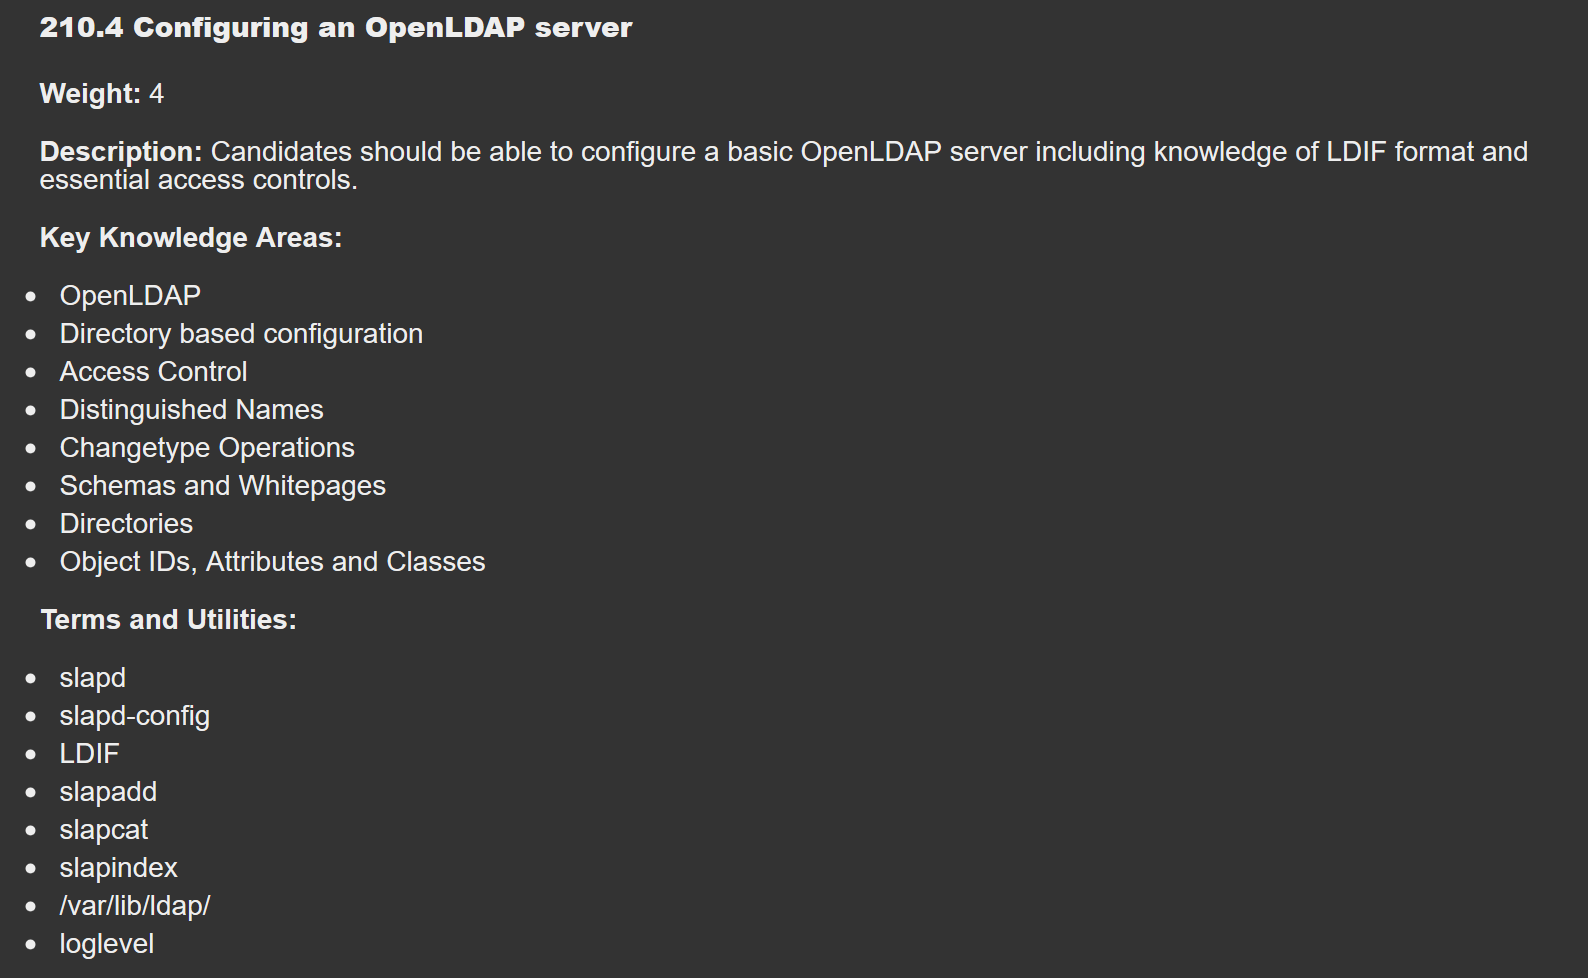 210.4 Configuring an OpenLDAP server
Weight: 4
Description: Candidates should be able to configure a basic OpenLDAP server including knowledge of LDIF format and
essential access controls.
Key Knowledge Areas:
OpenLDAP
Directory based configuration
Access Control
Distinguished Names
Changetype Operations
Schemas and Whitepages
Directories
Object IDs, Attributes and Classes
Terms and Utilities:
slapd
slapd-config
LDIF
slapadd
slapcat
slapindex
/var/lib/ldap/
loglevel